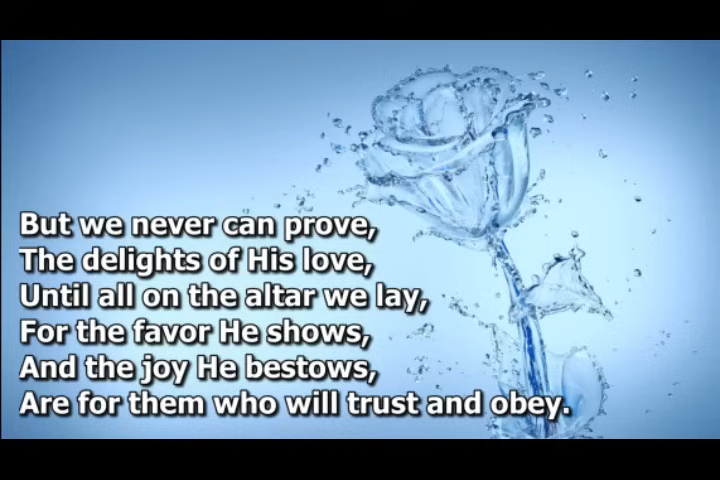 But we never can prove,
The delights of His love,
Until all on the altar we lay,
For the favor He shows,
And the joy He bestows,
Are for them who will trust and obey.